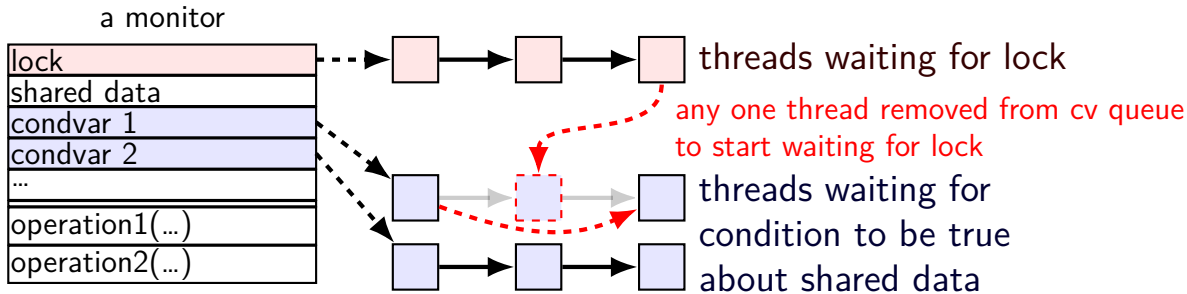 a monitor
lock
shared data
condvar 1
condvar 2
...
operation1(...)
operation2(...)
threads waiting for lock
any one thread removed from cv queue
to start waiting for lock
threads waiting for
condition to be true
about shared data